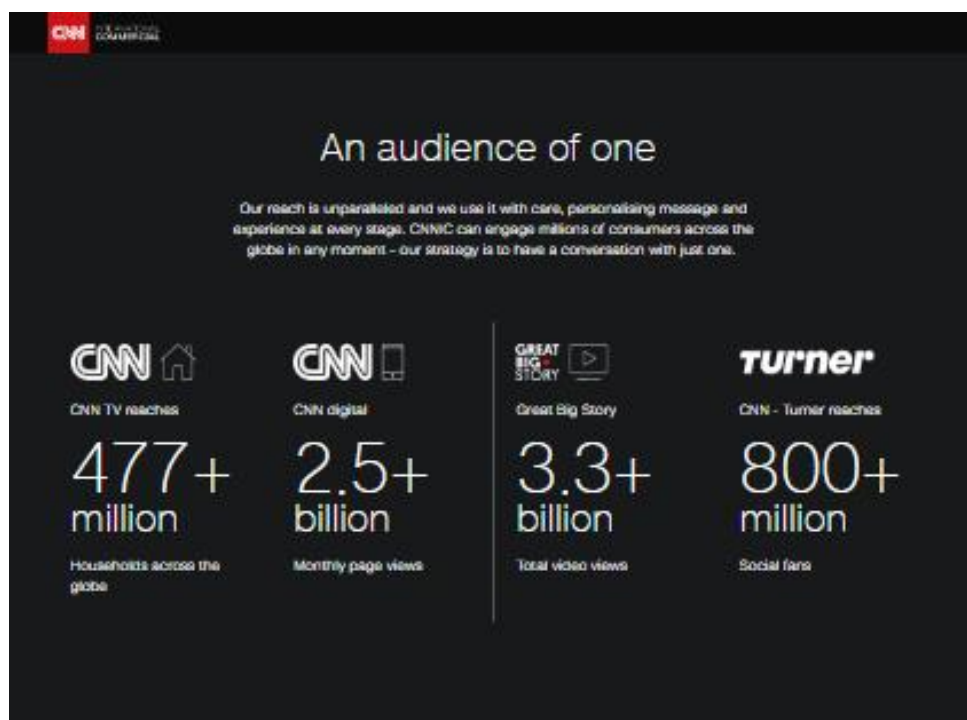 CNN
COMMERCIAL
An audience of one
Our reach is unparalleled and we use it with care, personalising message and
experience at every stage. CNNIC can engage millions of consumers across the
globe in any moment – our strategy is to have a conversation with just one.
CNN
CNN TV reaches
477+
million
Households across the
globe
CNN
CNN digital
2.5+
billion
Monthly page views
GREAT
BIG
STORY
Great Big Story
3.3+
billion
Total video views
Turner
CNN - Turner reaches
800+
million
Social fans